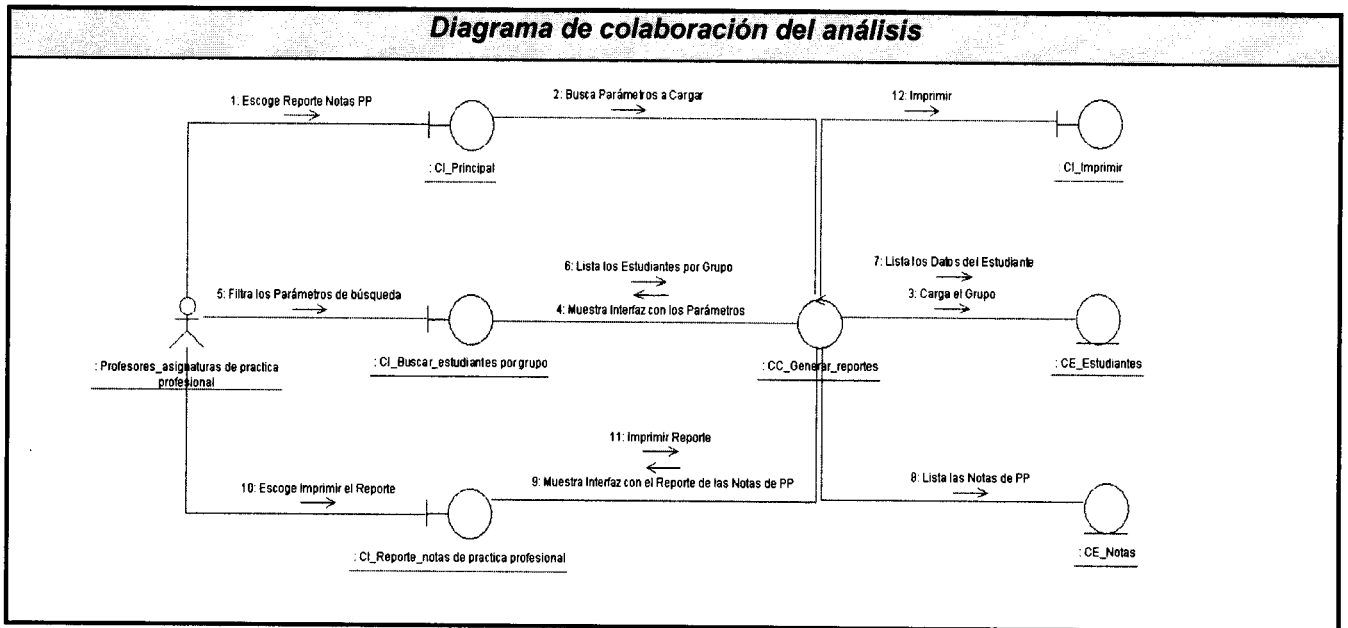 Diagrama de colaboración del análisis
1. Escoge Reporte Notas PP
2: Busca Parámetros a Cargar
12: Imprimir
: CI_Principal
: CI_Imprimir
6: Lista los Estudiantes por Grupo
7: Lista los Datos del Estudiante
5: Filtra los Parámetros de búsqueda
4: Muestra Interfaz con los Parámetros
3: Carga el Grupo
: Profesores_asignaturas de practica
profesional
: CI_Buscar_estudiantes por grupo
: CC_Generar_reportes
: CE_Estudiantes
11: Imprimir Reporte
10: Escoge Imprimir el Reporte
9: Muestra Interfaz con el Reporte de las Notas de PP
8: Lista las Notas de PP
: CI_Reporte_notas de practica profesional
: CE_Notas